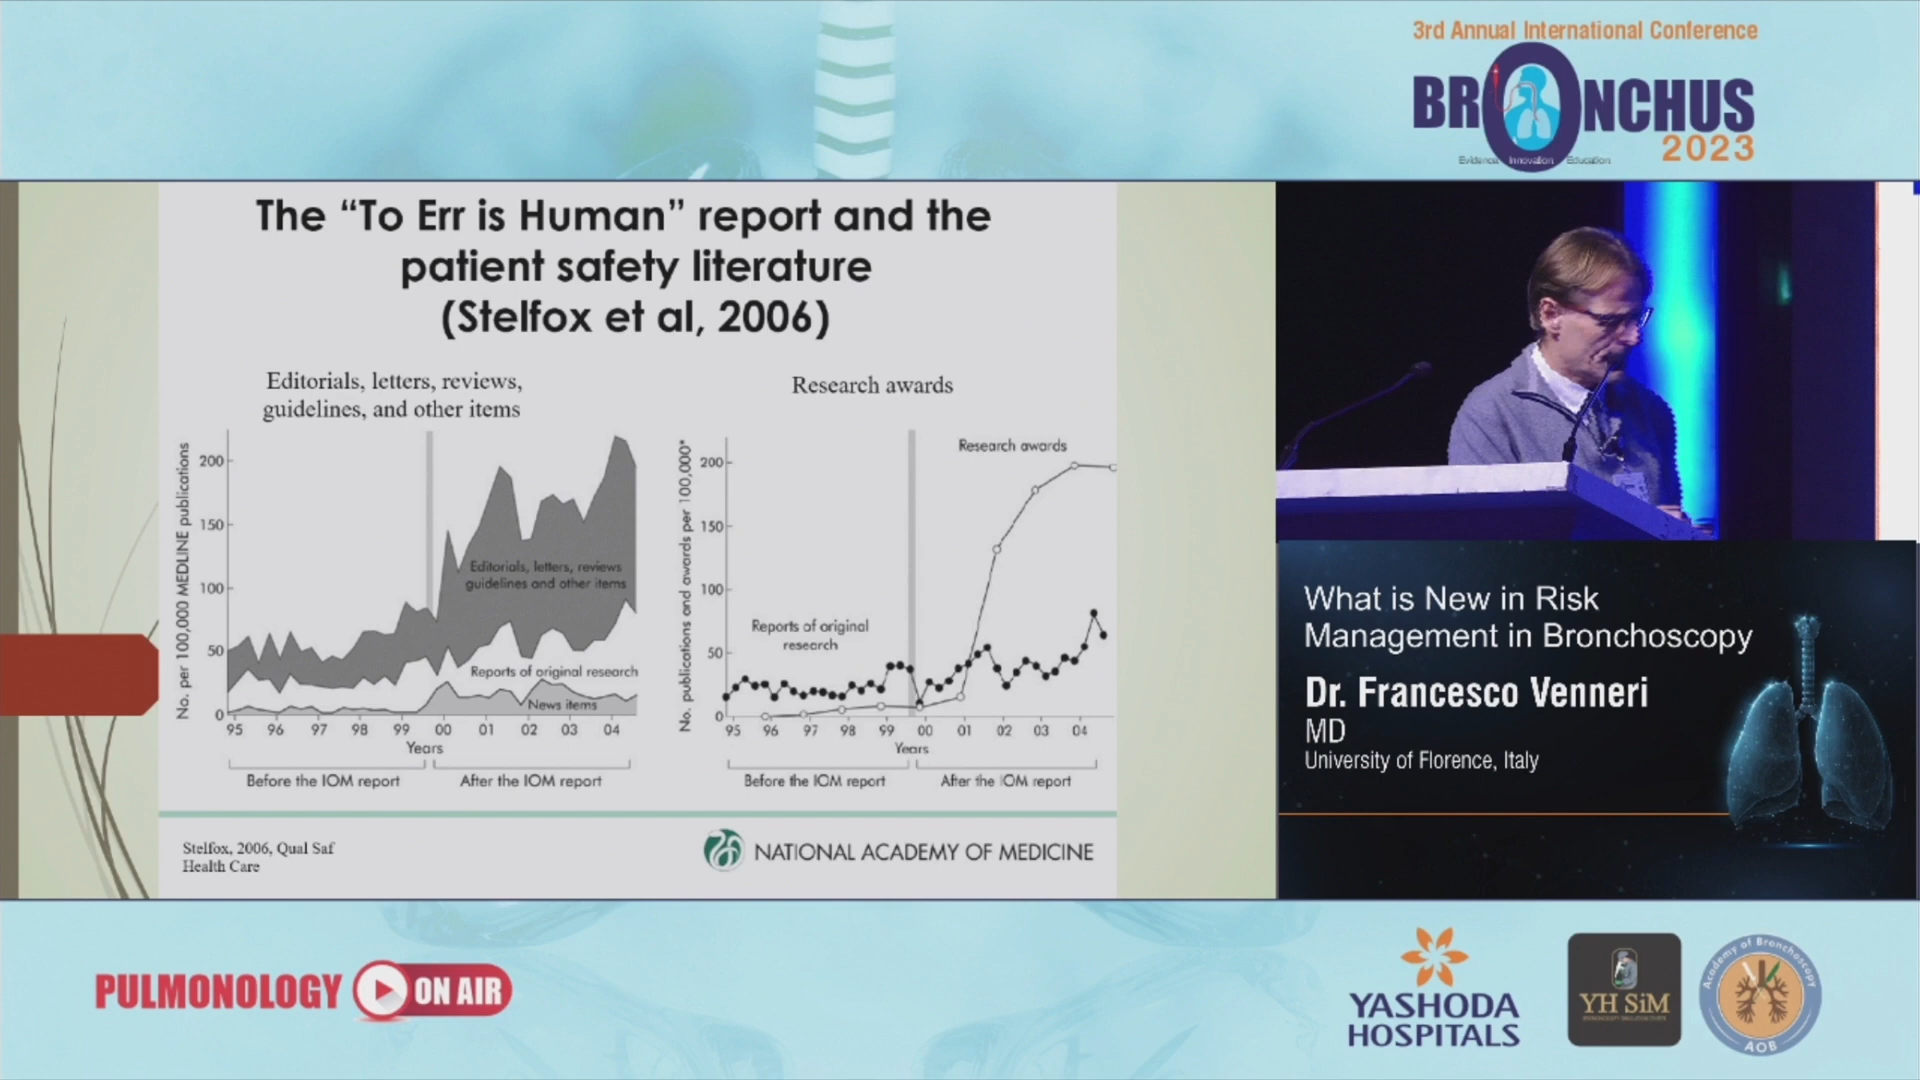 3rd Annual International Conference
BRONCHUS
2023
Evidence Innovation Education
The “To Err is Human” report and the
patient safety literature
(Stelfox et al, 2006)
Editorials, letters, reviews,
guidelines, and other items
No. per 100,000 MEDLINE publications
200
150
100
50
0
Editorials, letters, reviews
guidelines and other items
Reports of original research
News items
95 96 97 98 99 00 01 02 03 04
Years
Before the IOM report After the IOM report
Research awards
No. publications and awards per 100,000*
200
150
100
50
0
Research awards
Reports of original
research
95 96 97 98 99 00 01 02 03 04
Years
Before the IOM report After the IOM report
Stelfox, 2006, Qual Saf
Health Care
NATIONAL ACADEMY OF MEDICINE
What is New in Risk
Management in Bronchoscopy
Dr. Francesco Venneri
MD
University of Florence, Italy
PULMONOLOGY ON AIR
YASHODA
HOSPITALS
YH SiM
Academy of Bronchoscopy
AOB